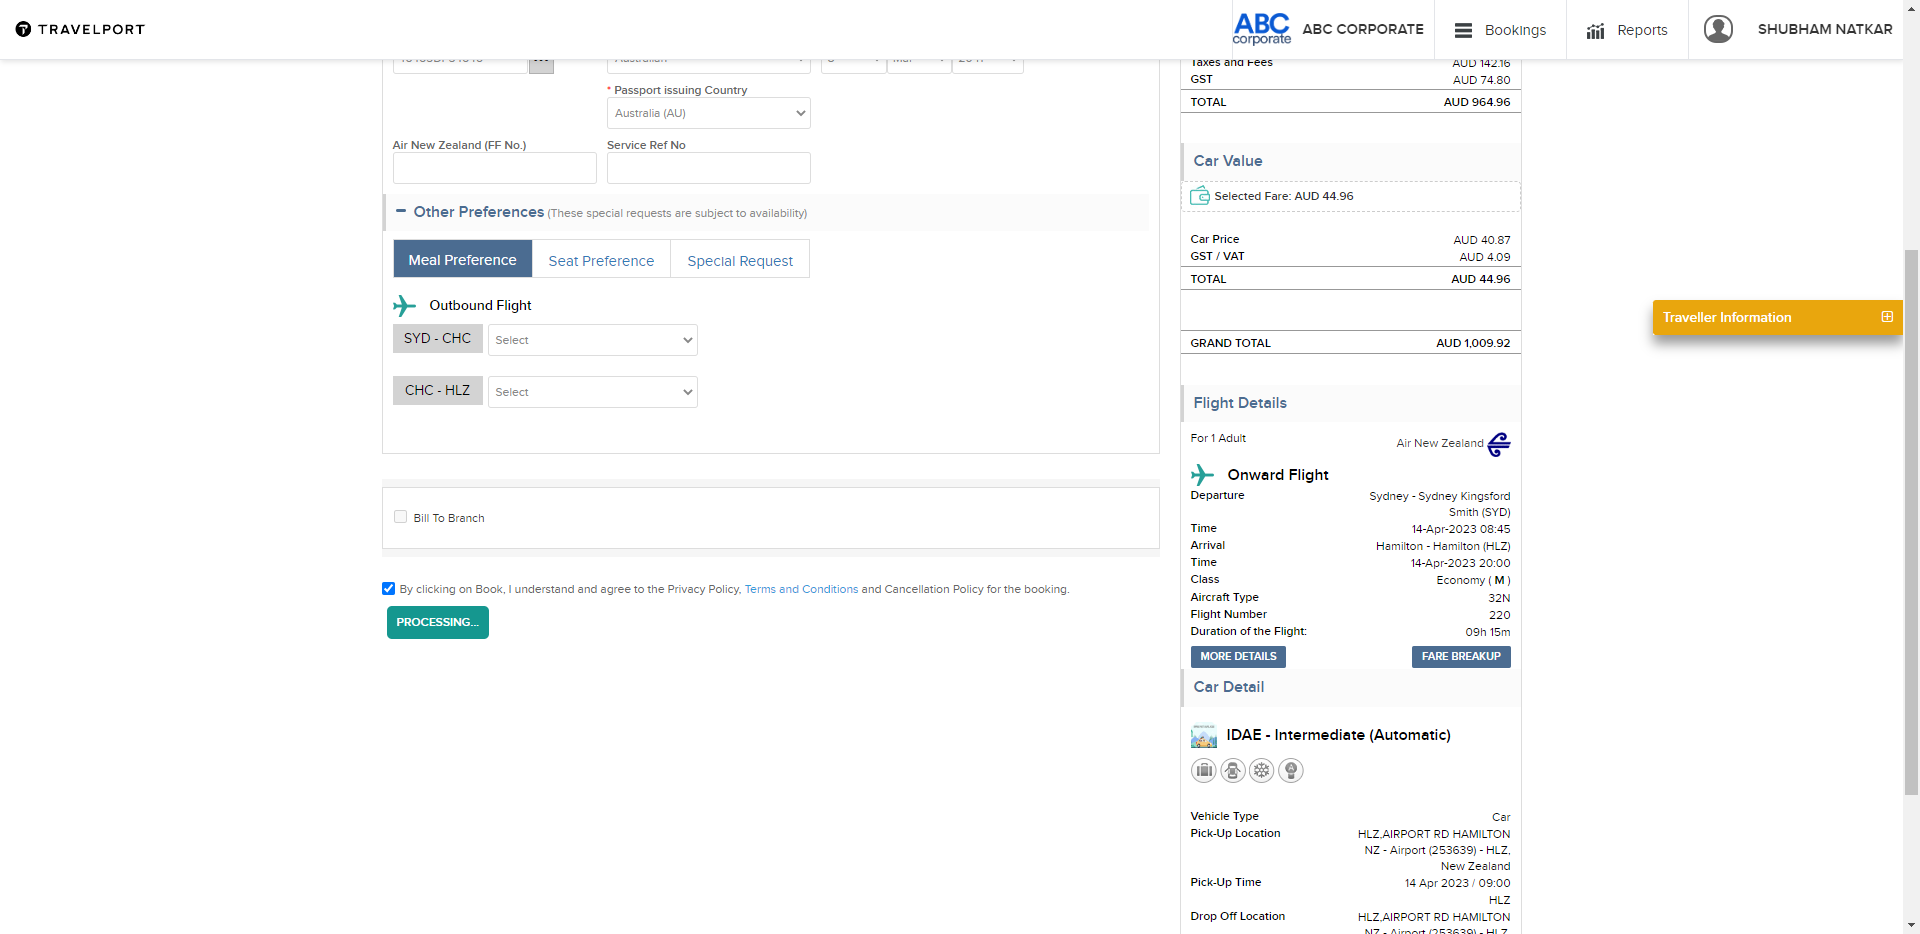 TRAVELPORT
ABC
corporate
ABC CORPORATE
Bookings
Reports
SHUBHAM NATKAR
* Passport issuing Country
Australia (AU)
Air New Zealand (FF No.)
Service Ref No
Other Preferences (These special requests are subject to availability)
Meal Preference
Seat Preference
Special Request
Outbound Flight
SYD - CHC
Select
CHC - HLZ
Select
Bill To Branch
By clicking on Book, I understand and agree to the Privacy Policy, Terms and Conditions and Cancellation Policy for the booking.
PROCESSING...
Taxes and Fees AUD 142.16
GST AUD 74.80
TOTAL AUD 964.96
Car Value
Selected Fare: AUD 44.96
Car Price AUD 40.87
GST / VAT AUD 4.09
TOTAL AUD 44.96
GRAND TOTAL AUD 1,009.92
Flight Details
For 1 Adult
Air New Zealand
Onward Flight
Departure Sydney - Sydney Kingsford
Smith (SYD)
Time 14-Apr-2023 08:45
Arrival Hamilton - Hamilton (HLZ)
Time 14-Apr-2023 20:00
Class Economy ( M )
Aircraft Type 32N
Flight Number 220
Duration of the Flight: 09h 15m
MORE DETAILS
FARE BREAKUP
Car Detail
IDAE - Intermediate (Automatic)
Vehicle Type Car
Pick-Up Location HLZ,AIRPORT RD HAMILTON
NZ - Airport (253639) - HLZ,
New Zealand
Pick-Up Time 14 Apr 2023 / 09:00
HLZ
Drop Off Location HLZ,AIRPORT RD HAMILTON
NZ - Airport (253639) - HLZ,
Traveller Information